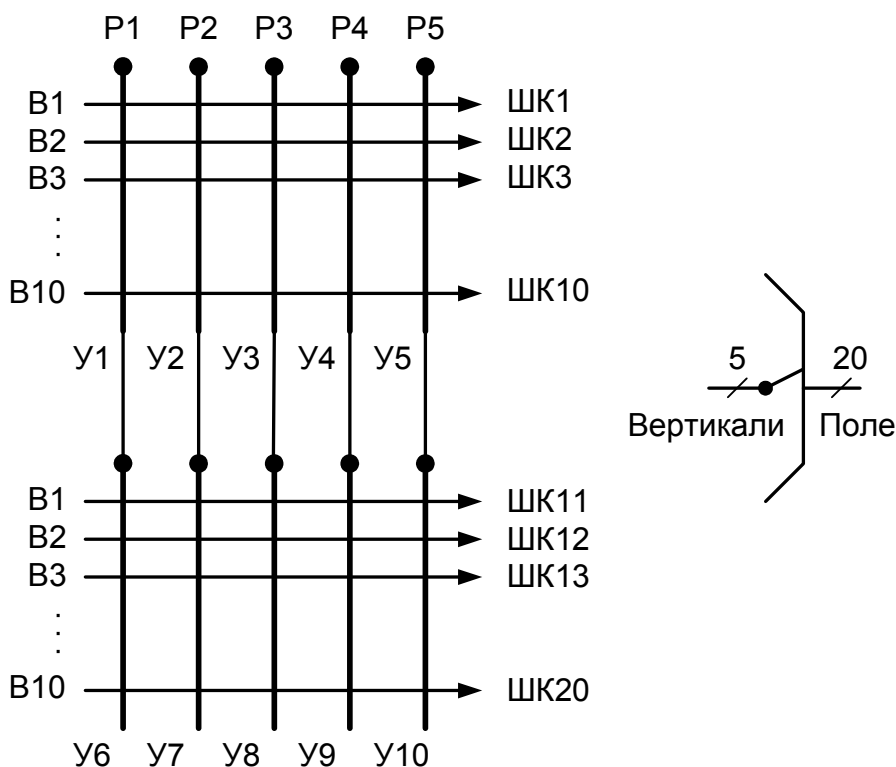 Р1 Р2 Р3 Р4 Р5
В1 ШК1
В2 ШК2
В3 ШК3
...
В10 ШК10
У1 У2 У3 У4 У5
5 20
Вертикали Поле
В1 ШК11
В2 ШК12
В3 ШК13
...
В10 ШК20
У6 У7 У8 У9 У10